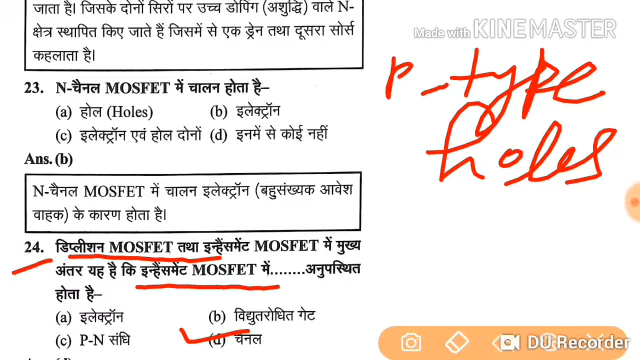 जाता है। जिसके दोनों सिरों पर उच्च डोपिंग (अशुद्धि) वाले N-
क्षेत्र स्थापित किए जाते हैं जिसमें से एक ड्रेन तथा दूसरा सोर्स
कहलाता है।
23. N-चैनल MOSFET में चालन होता है-
(a) होल (Holes) (b) इलेक्ट्रॉन
(c) इलेक्ट्रॉन एवं होल दोनों (d) इनमें से कोई नहीं
Ans. (b)
N-चैनल MOSFET में चालन इलेक्ट्रॉन (बहुसंख्यक आवेश
वाहक) के कारण होता है।
24. डिप्लीशन MOSFET तथा इन्हैंसमेंट MOSFET में मुख्य
अंतर यह है कि इन्हैंसमेंट MOSFET में........अनुपस्थित
होता है-
(a) इलेक्ट्रॉन (b) विद्युतरोधित गेट
(c) P-N संधि (d) चैनल
Made with KINEMASTER
P-type
holes
DU Recorder